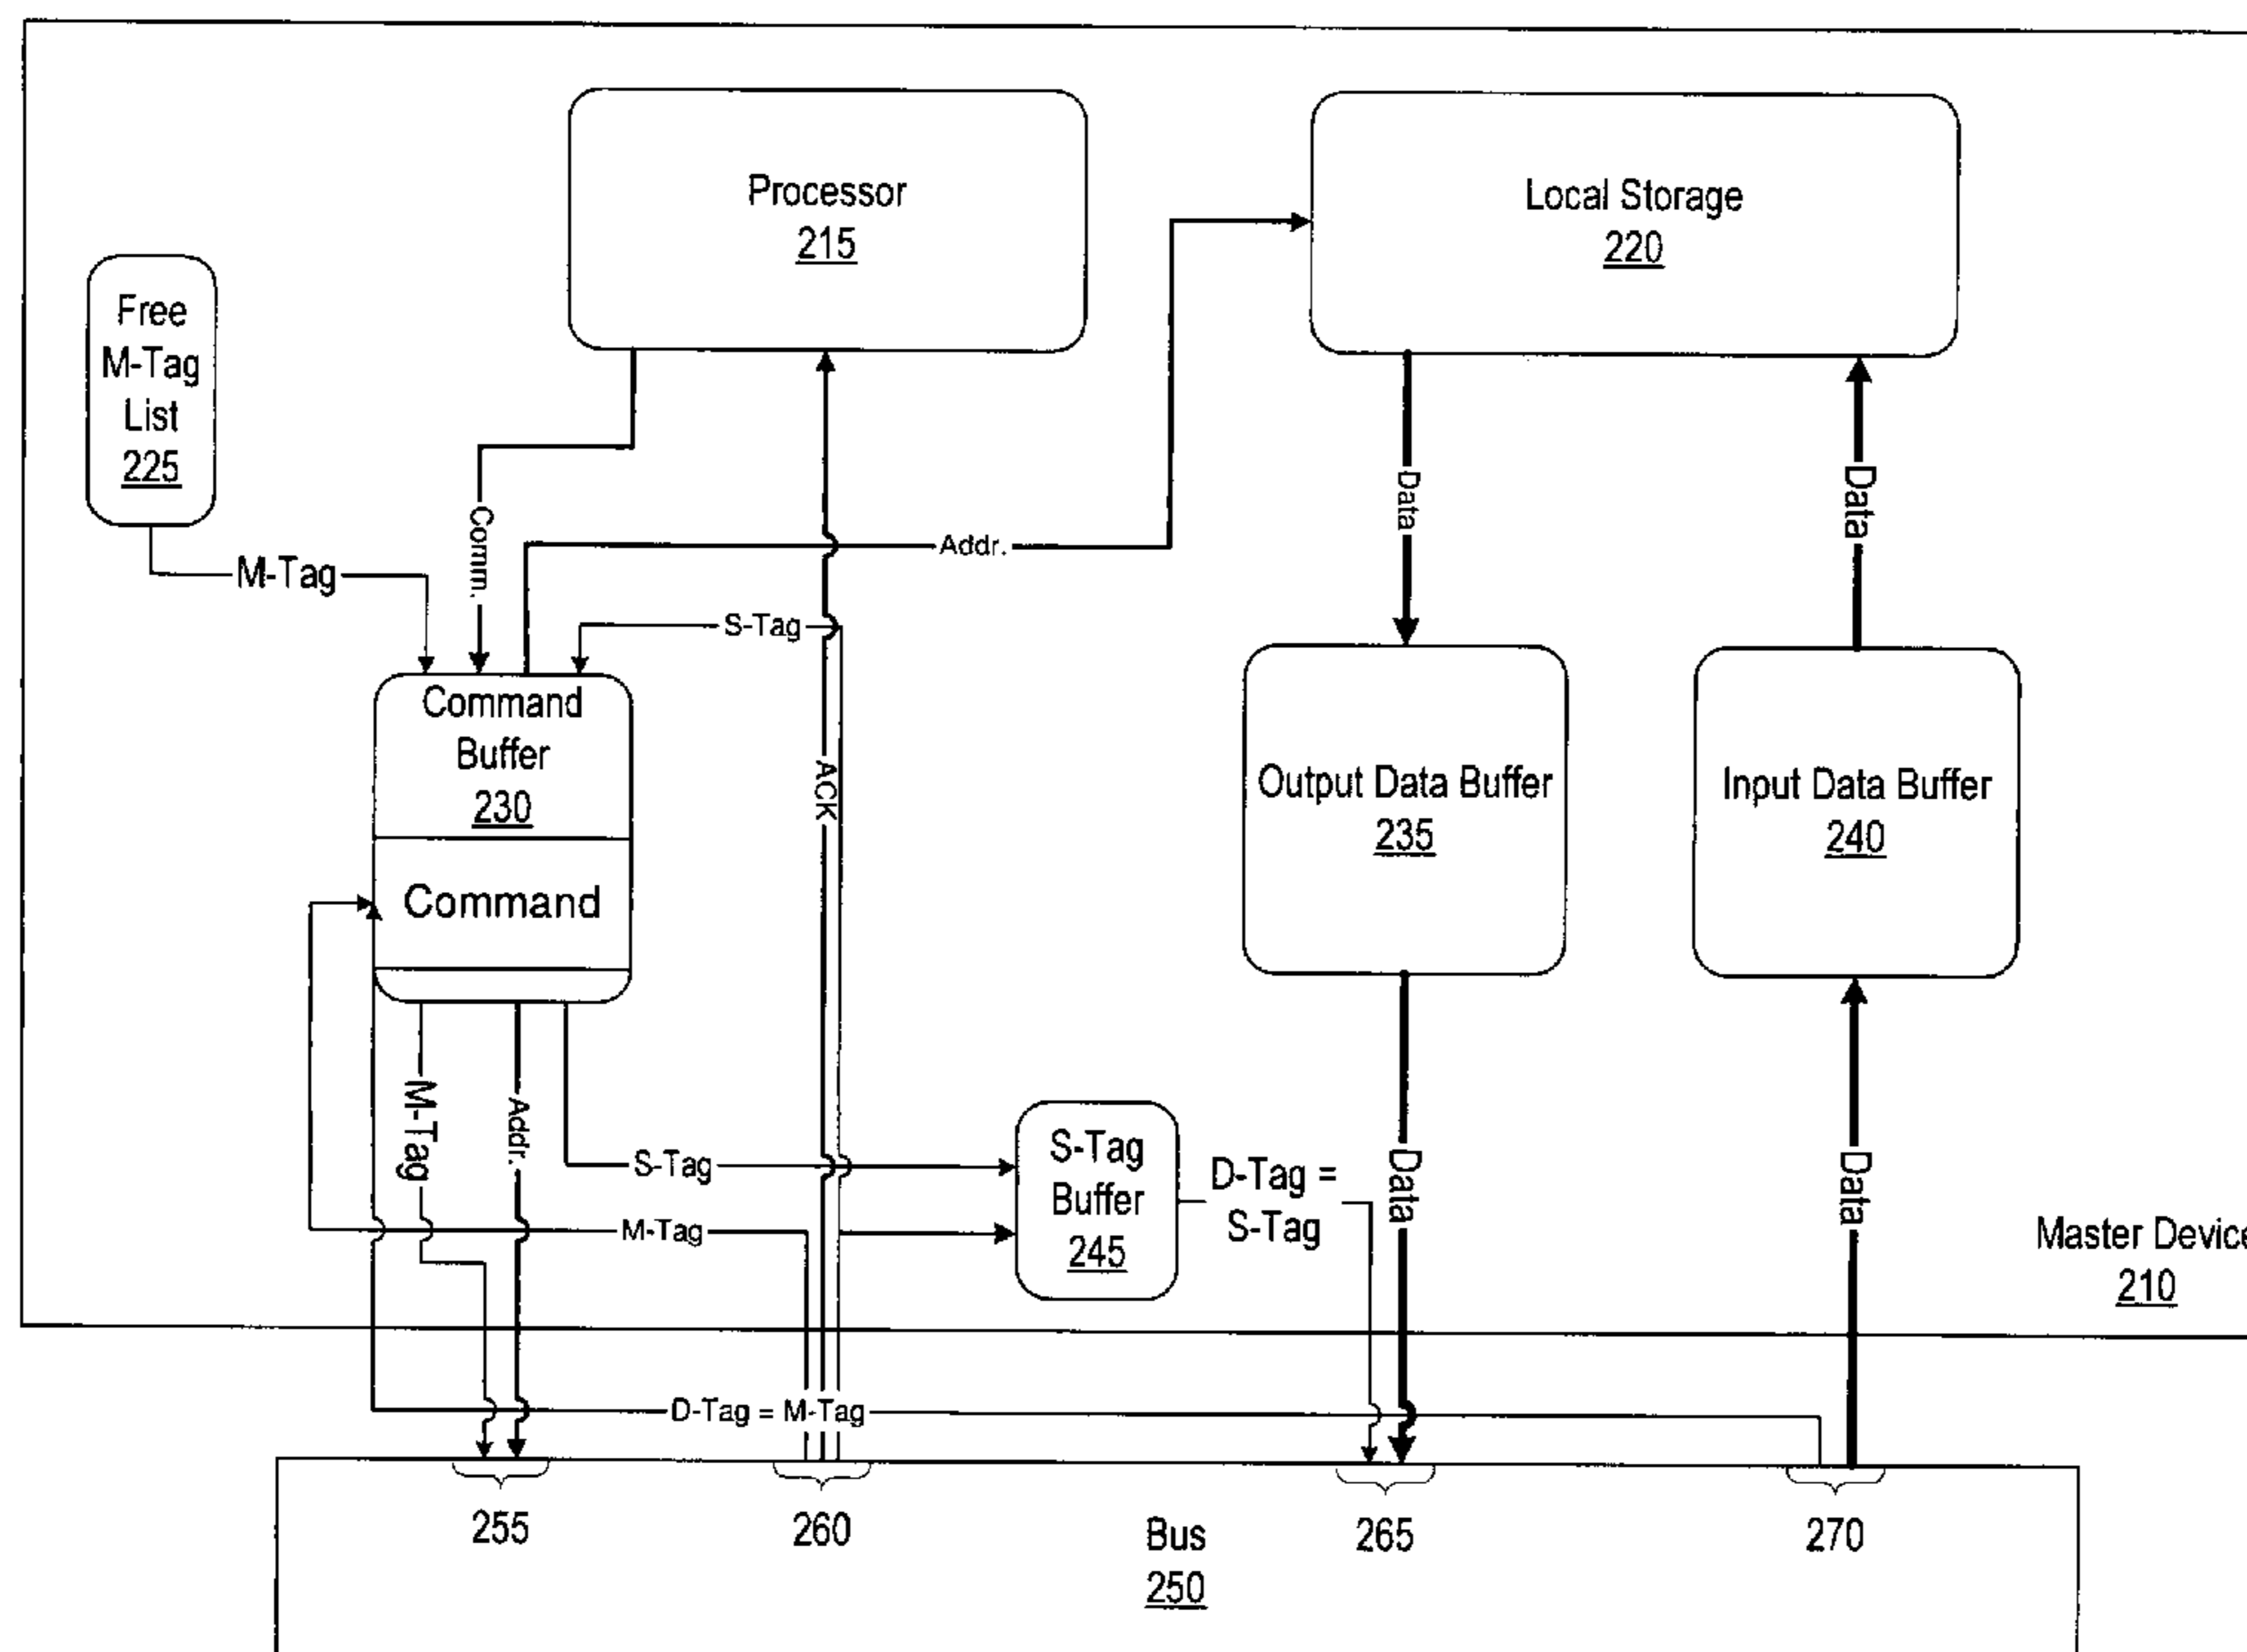 Processor
215
Local Storage
220
Free
M-Tag
List
225
Comm.
Data
Data
Addr.
M-Tag
S-Tag
Command
Buffer
230
ACK
Output Data Buffer
235
Input Data Buffer
240
Command
M-Tag
Addr.
S-Tag
S-Tag
Buffer
245
D-Tag =
S-Tag
Data
Data
M-Tag
Master Device
210
D-Tag = M-Tag
255
260
Bus
250
265
270